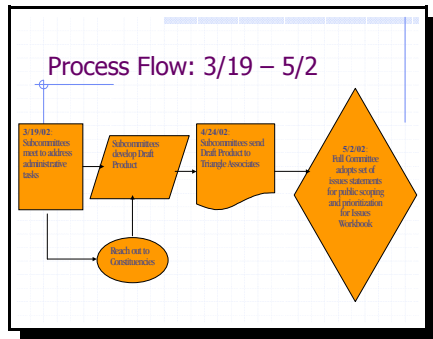 Process Flow: 3/19 – 5/2
3/19/02:
Subcommittees
meet to address
administrative
tasks
Subcommittees
develop Draft
Product
4/24/02:
Subcommittees send
Draft Product to
Triangle Associates
5/2/02:
Full Committee
adopts set of
issues statements
for public scoping
and prioritization
for Issues
Workbook
Reach out to
Constituencies